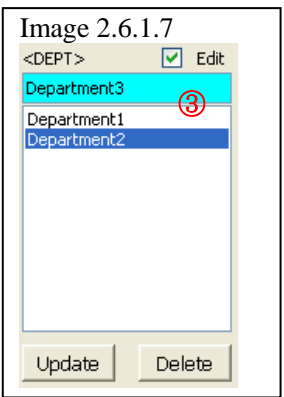 Image 2.6.1.7
<DEPT> Edit
Department3
③
Department1
Department2
Update Delete